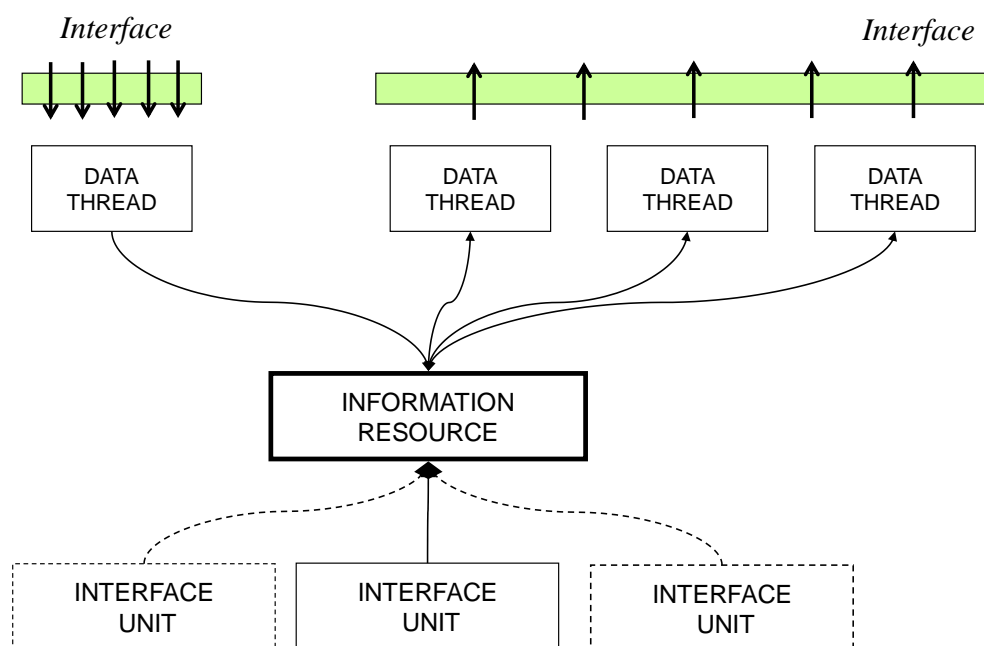 Interface
Interface
DATA
THREAD
DATA
THREAD
DATA
THREAD
DATA
THREAD
INFORMATION
RESOURCE
INTERFACE
UNIT
INTERFACE
UNIT
INTERFACE
UNIT